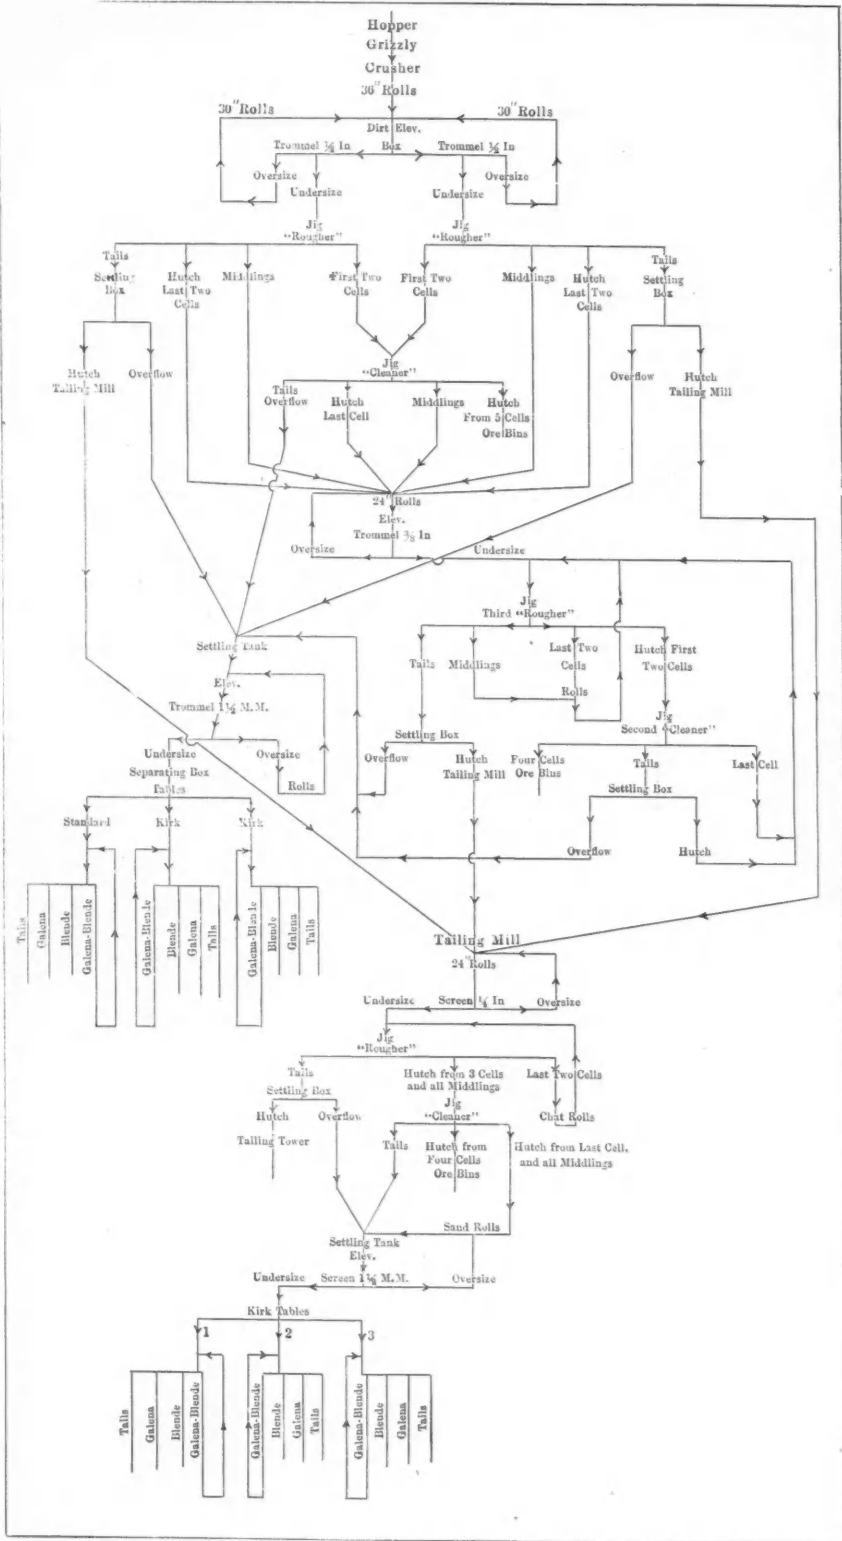 Hopper
Grizzly
Crusher
36" Rolls
30" Rolls
30" Rolls
Dirt Elev.
Trommel ½ In
Box
Trommel ½ In
Oversize
Oversize
Undersize
Undersize
Jig
"Rougher"
Jig
"Rougher"
Tails
Settling
Box
Hutch
Last Two
Cells
Middlings
First Two
Cells
First Two
Cells
Middlings
Hutch
Last Two
Cells
Tails
Settling
Box
Hutch
Tailing Mill
Overflow
Jig
"Cleaner"
Overflow
Hutch
Tailing Mill
Tails
Overflow
Hutch
Last Cell
Middlings
Hutch
From 5 Cells
Ore Bins
24" Rolls
Elev.
Trommel ⅜ In
Oversize
Undersize
Jig
Third "Rougher"
Settling Tank
Tails
Middlings
Last Two
Cells
Rolls
Hutch First
Two Cells
Elev.
Trommel 1½ M.M.
Jig
Second "Cleaner"
Settling Box
Undersize
Oversize
Rolls
Overflow
Hutch
Tailing Mill
Four Cells
Ore Bins
Tails
Last Cell
Separating Box
Tables
Settling Box
Standard
Kirk
Kirk
Overflow
Hutch
Tails
Galena
Blende
Galena-Blende
Galena-Blende
Blende
Galena
Tails
Galena-Blende
Blende
Galena
Tails
Tailing Mill
24" Rolls
Undersize
Screen ¼ In
Oversize
Jig
"Rougher"
Tails
Settling Box
Hutch from 3 Cells
and all Middlings
Last Two Cells
Jig
"Cleaner"
Chat Rolls
Hutch
Tailing Tower
Overflow
Tails
Hutch from
Four Cells
Ore Bins
Hutch from Last Cell,
and all Middlings
Sand Rolls
Settling Tank
Elev.
Undersize
Screen 1½ M.M.
Oversize
Kirk Tables
1
2
3
Tails
Galena
Blende
Galena-Blende
Galena-Blende
Blende
Galena
Tails
Galena-Blende
Blende
Galena
Tails